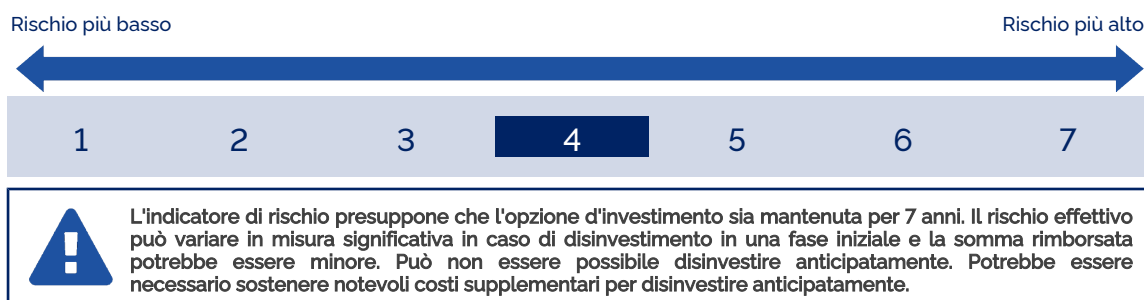 Rischio più basso Rischio più alto
1 2 3 4 5 6 7
L'indicatore di rischio presuppone che l'opzione d'investimento sia mantenuta per 7 anni. Il rischio effettivo
può variare in misura significativa in caso di disinvestimento in una fase iniziale e la somma rimborsata
potrebbe essere minore. Può non essere possibile disinvestire anticipatamente. Potrebbe essere
necessario sostenere notevoli costi supplementari per disinvestire anticipatamente.